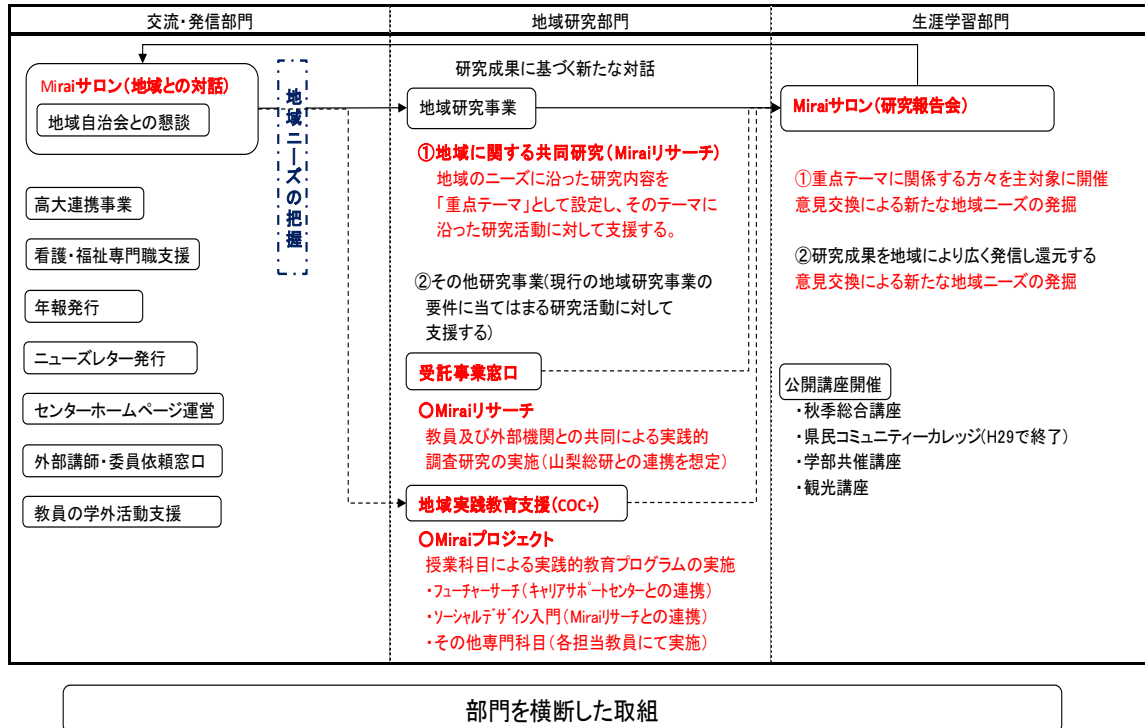 交流・発信部門
地域研究部門
生涯学習部門
Miraiサロン(地域との対話)
地域自治会との懇談
地域ニーズの把握
高大連携事業
看護・福祉専門職支援
年報発行
ニューズレター発行
センターホームページ運営
外部講師・委員依頼窓口
教員の学外活動支援
研究成果に基づく新たな対話
地域研究事業
①地域に関する共同研究(Miraiリサーチ)
地域のニーズに沿った研究内容を
「重点テーマ」として設定し、そのテーマに
沿った研究活動に対して支援する。
②その他研究事業(現行の地域研究事業の
要件に当てはまる研究活動に対して
支援する)
受託事業窓口
○Miraiリサーチ
教員及び外部機関との共同による実践的
調査研究の実施(山梨総研との連携を想定)
地域実践教育支援(COC+)
○Miraiプロジェクト
授業科目による実践的教育プログラムの実施
・フューチャーサーチ(キャリアサポートセンターとの連携)
・ソーシャルデザイン入門(Miraiリサーチとの連携)
・その他専門科目(各担当教員にて実施)
Miraiサロン(研究報告会)
①重点テーマに関係する方々を主対象に開催
意見交換による新たな地域ニーズの発掘
②研究成果を地域により広く発信し還元する
意見交換による新たな地域ニーズの発掘
公開講座開催
・秋季総合講座
・県民コミュニティーカレッジ(H29で終了)
・学部共催講座
・観光講座
部門を横断した取組